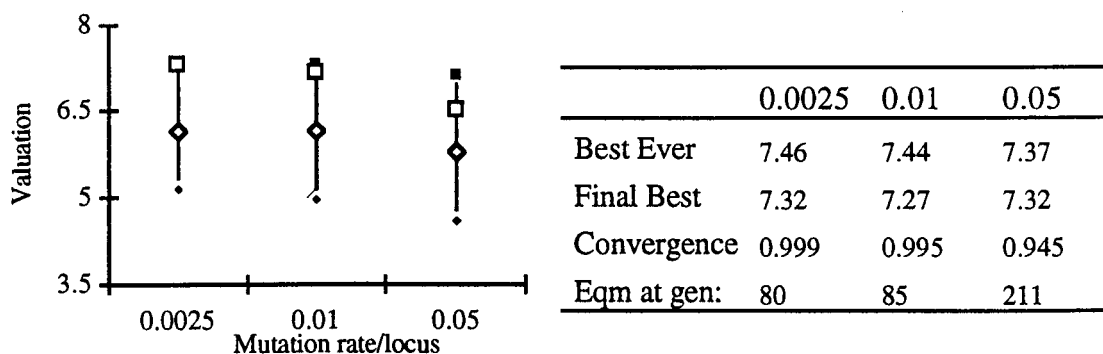 8
6.5
5
3.5
Valuation
0.0025 0.01 0.05
Mutation rate/locus
0.0025 0.01 0.05
Best Ever 7.46 7.44 7.37
Final Best 7.32 7.27 7.32
Convergence 0.999 0.995 0.945
Eqm at gen: 80 85 211